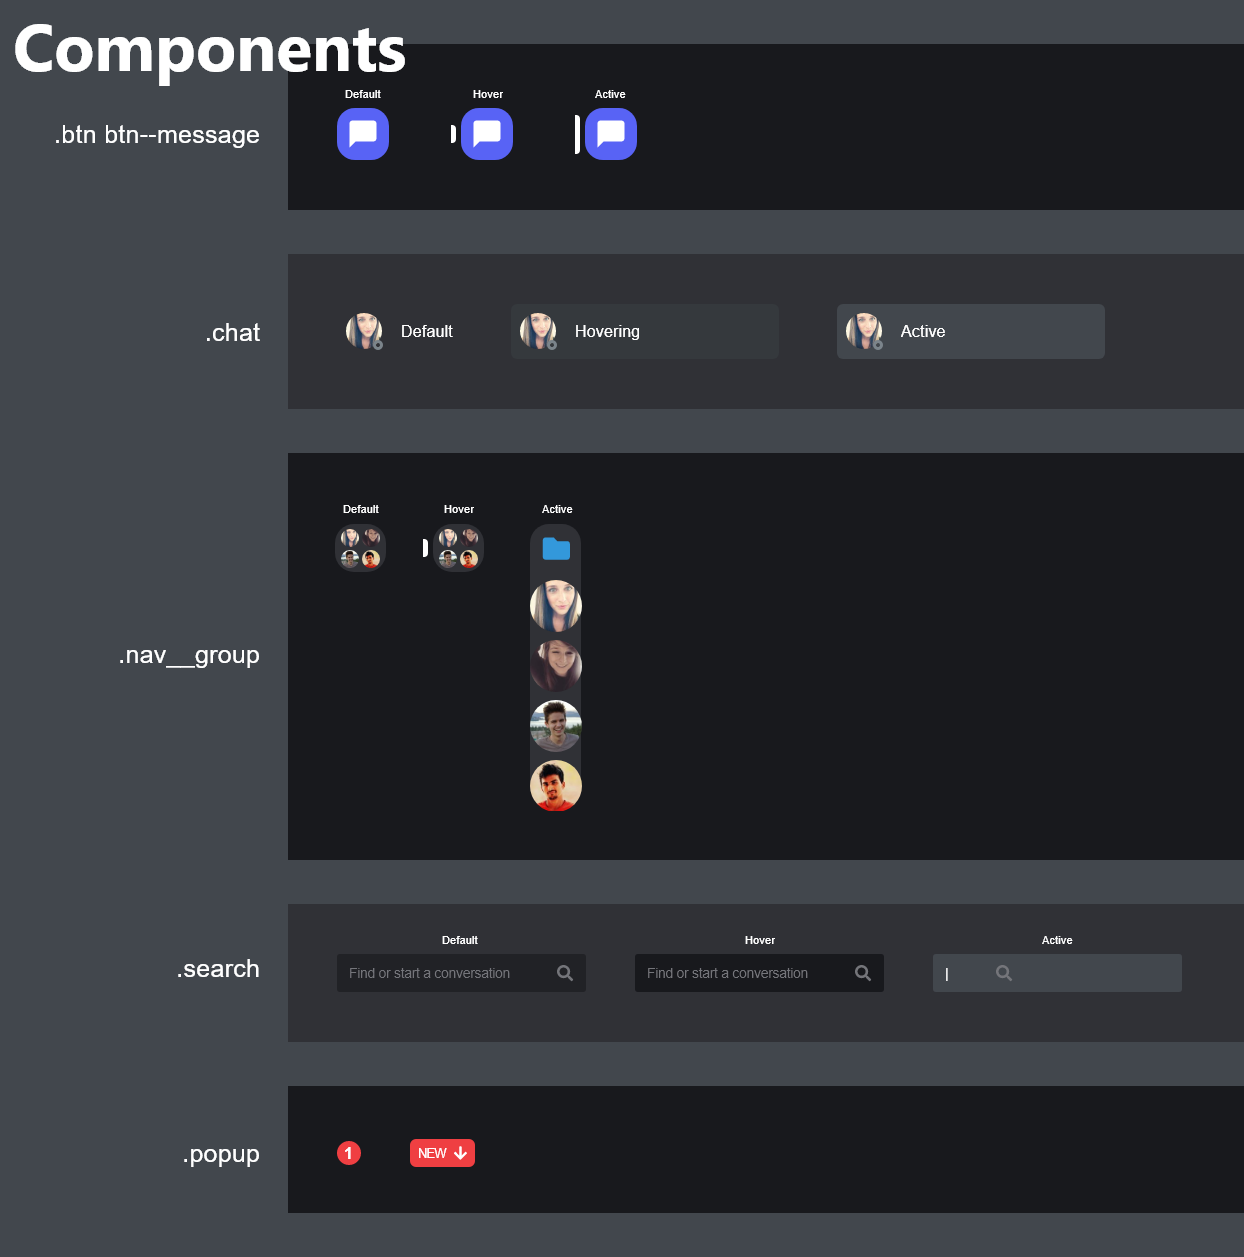 Components
Default Hover Active
.btn btn--message
.chat
Default Hovering Active
Default Hover Active
.nav__group
Default Hover Active
.search
Find or start a conversation Find or start a conversation |
.popup
1 NEW